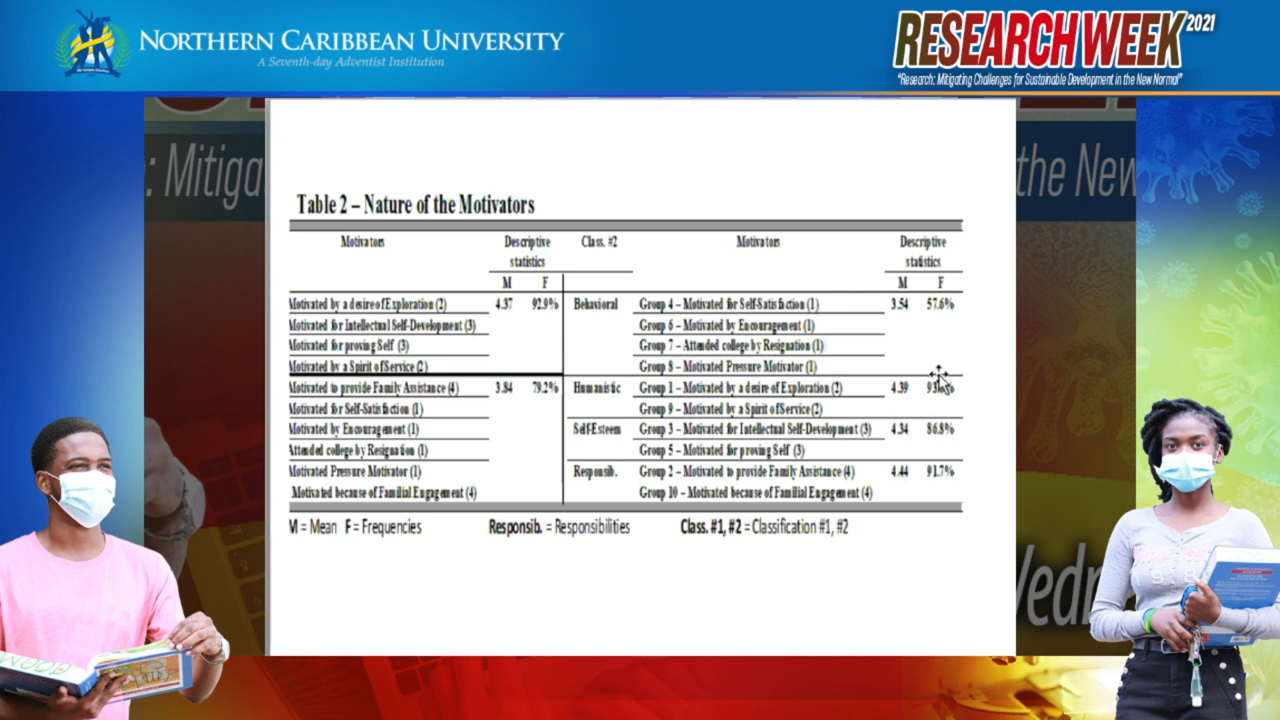 NORTHERN CARIBBEAN UNIVERSITY
A Seventh-day Adventist Institution
RESEARCH WEEK 2021
"Research: Mitigating Challenges for Sustainable Development in the New Normal"
: Mitiga
the New
Table 2 – Nature of the Motivators
Motivators Descriptive statistics Class. #2 Motivators Descriptive statistics
M F M F
Motivated by a desire of Exploration (2) 4.37 92.9% Behavioral Group 4 – Motivated for Self-Satisfaction (1) 3.54 57.6%
Motivated for Intellectual Self-Development (3) Group 6 – Motivated by Encouragement (1)
Motivated for proving Self (3) Group 7 – Attended college by Resignation (1)
Motivated by a Spirit of Service (2) Group 8 – Motivated Pressure Motivator (1)
Motivated to provide Family Assistance (4) 3.84 79.2% Humanistic Group 1 – Motivated by a desire of Exploration (2) 4.39
Motivated for Self-Satisfaction (1) Group 9 – Motivated by a Spirit of Service (2)
Motivated by Encouragement (1) Self-Esteem Group 3 – Motivated for Intellectual Self-Development (3) 4.34 86.8%
Attended college by Resignation (1) Group 5 – Motivated for proving Self (3)
Motivated Pressure Motivator (1) Responsib. Group 2 – Motivated to provide Family Assistance (4) 4.44 91.7%
Motivated because of Familial Engagement (4) Group 10 – Motivated because of Familial Engagement (4)
M = Mean F = Frequencies Responsib. = Responsibilities Class. #1, #2 = Classification #1, #2
Wedn